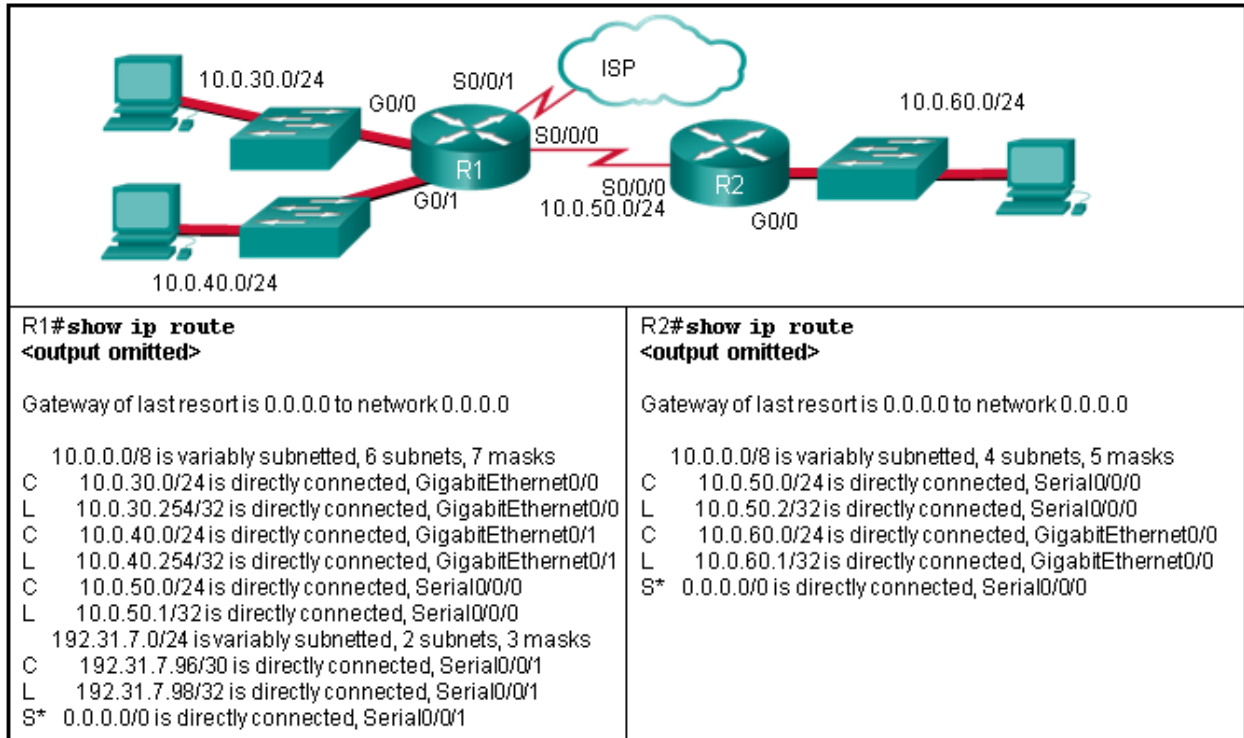 10.0.30.0/24
S0/0/1
ISP
G0/0
10.0.60.0/24
S0/0/0
R1
R2
S0/0/0
G0/1
10.0.50.0/24
G0/0
10.0.40.0/24
R1#show ip route
<output omitted>
Gateway of last resort is 0.0.0.0 to network 0.0.0.0
10.0.0.0/8 is variably subnetted, 6 subnets, 7 masks
C 10.0.30.0/24 is directly connected, GigabitEthernet0/0
L 10.0.30.254/32 is directly connected, GigabitEthernet0/0
C 10.0.40.0/24 is directly connected, GigabitEthernet0/1
L 10.0.40.254/32 is directly connected, GigabitEthernet0/1
C 10.0.50.0/24 is directly connected, Serial0/0/0
L 10.0.50.1/32 is directly connected, Serial0/0/0
192.31.7.0/24 is variably subnetted, 2 subnets, 3 masks
C 192.31.7.96/30 is directly connected, Serial0/0/1
L 192.31.7.98/32 is directly connected, Serial0/0/1
S* 0.0.0.0/0 is directly connected, Serial0/0/1
R2#show ip route
<output omitted>
Gateway of last resort is 0.0.0.0 to network 0.0.0.0
10.0.0.0/8 is variably subnetted, 4 subnets, 5 masks
C 10.0.50.0/24 is directly connected, Serial0/0/0
L 10.0.50.2/32 is directly connected, Serial0/0/0
C 10.0.60.0/24 is directly connected, GigabitEthernet0/0
L 10.0.60.1/32 is directly connected, GigabitEthernet0/0
S* 0.0.0.0/0 is directly connected, Serial0/0/0